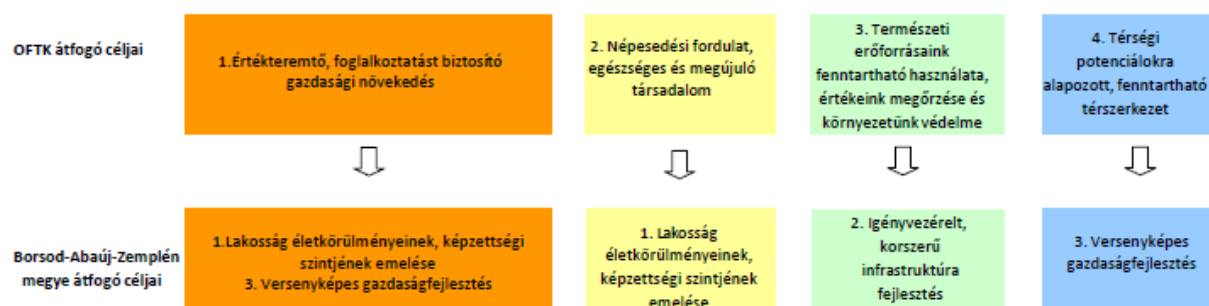 OFTK átfogó céljai
1.Értékteremtő, foglalkoztatást biztosító
gazdasági növekedés
2. Népesedési fordulat,
egészséges és megújuló
társadalom
3. Természeti
erőforrásaink
fenntartható használata,
értékeink megőrzése és
környezetünk védelme
4. Térségi
potenciálokra
alapozott, fenntartható
térszerkezet
Borsod-Abaúj-Zemplén
megye átfogó céljai
1.Lakosság életkörülményeinek, képzettségi
szintjének emelése
3. Versenyképes gazdaságfejlesztés
1. Lakosság
életkörülményeinek,
képzettségi szintjének
emelése
2. Igényvezérelt,
korszerű
infrastruktúra
fejlesztés
3. Versenyképes
gazdaságfejlesztés